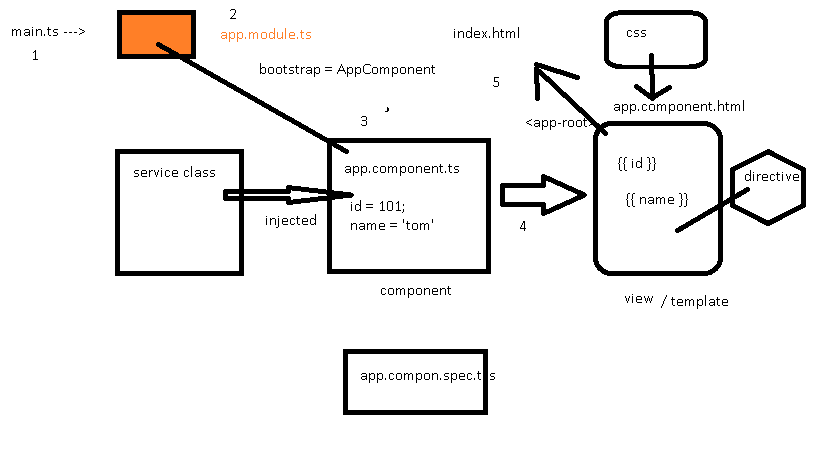 main.ts --->
1
2
app.module.ts
bootstrap = AppComponent
index.html
5
css
app.component.html
<app-root>
3
service class
injected
app.component.ts
id = 101;
name = 'tom'
component
4
{{ id }}
{{ name }}
directive
view / template
app.compon.spec.t s